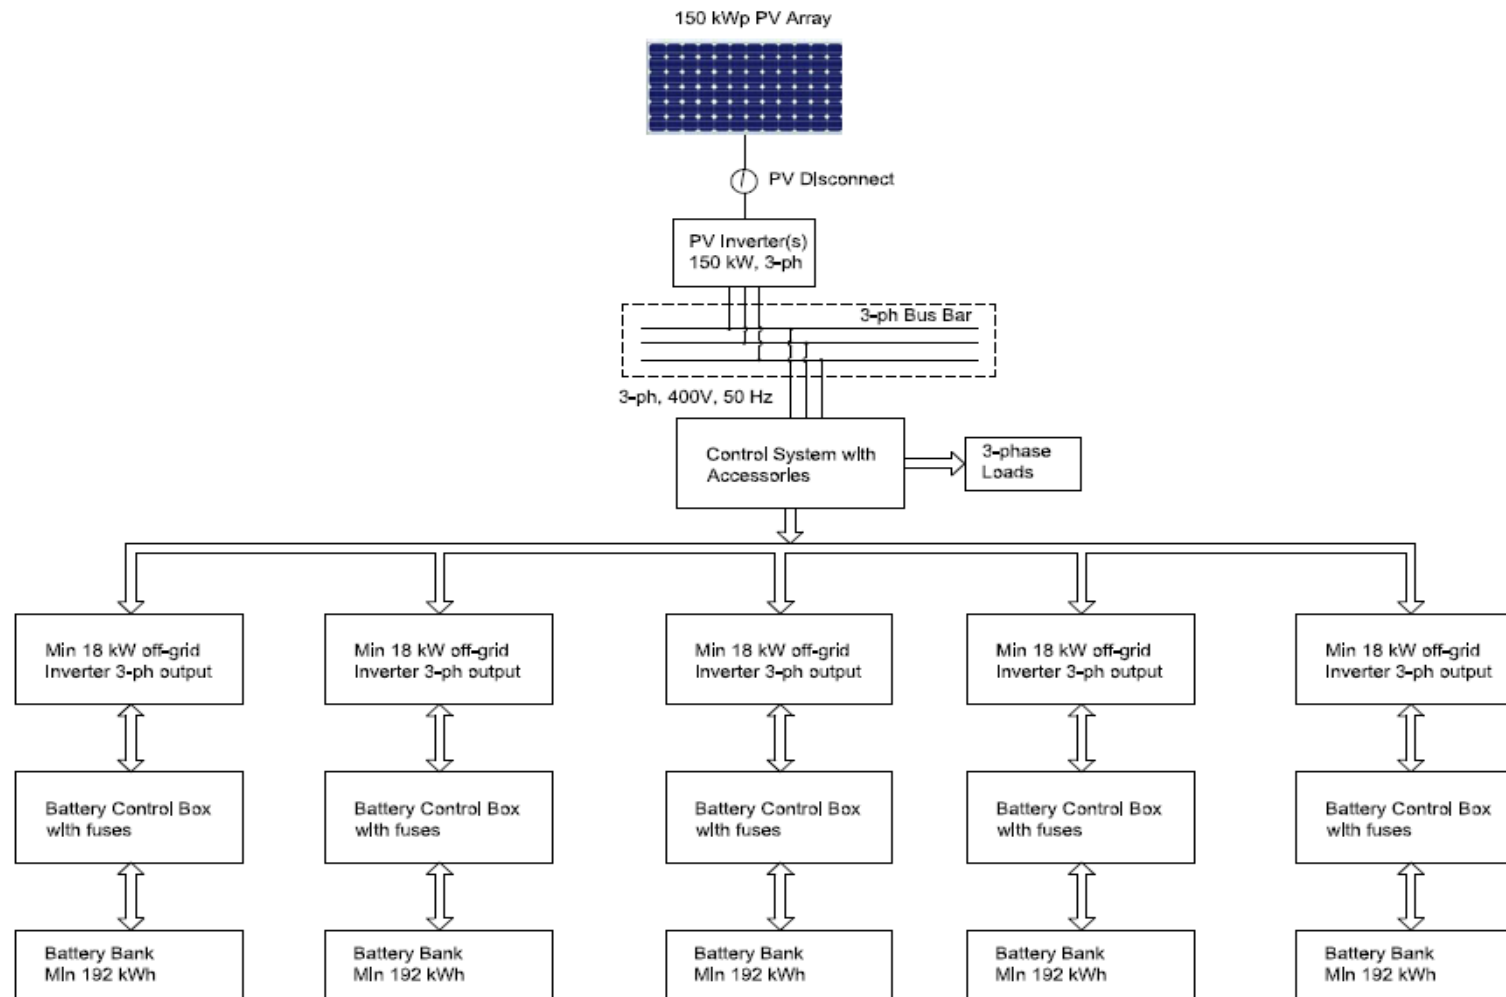 150 kWp PV Array
PV Disconnect
PV Inverter(s)
150 kW, 3-ph
3-ph Bus Bar
3-ph, 400V, 50 Hz
Control System with
Accessories
3-phase
Loads
Min 18 kW off-grid
Inverter 3-ph output
Min 18 kW off-grid
Inverter 3-ph output
Min 18 kW off-grid
Inverter 3-ph output
Min 18 kW off-grid
Inverter 3-ph output
Min 18 kW off-grid
Inverter 3-ph output
Battery Control Box
with fuses
Battery Control Box
with fuses
Battery Control Box
with fuses
Battery Control Box
with fuses
Battery Control Box
with fuses
Battery Bank
Min 192 kWh
Battery Bank
Min 192 kWh
Battery Bank
Min 192 kWh
Battery Bank
Min 192 kWh
Battery Bank
Min 192 kWh